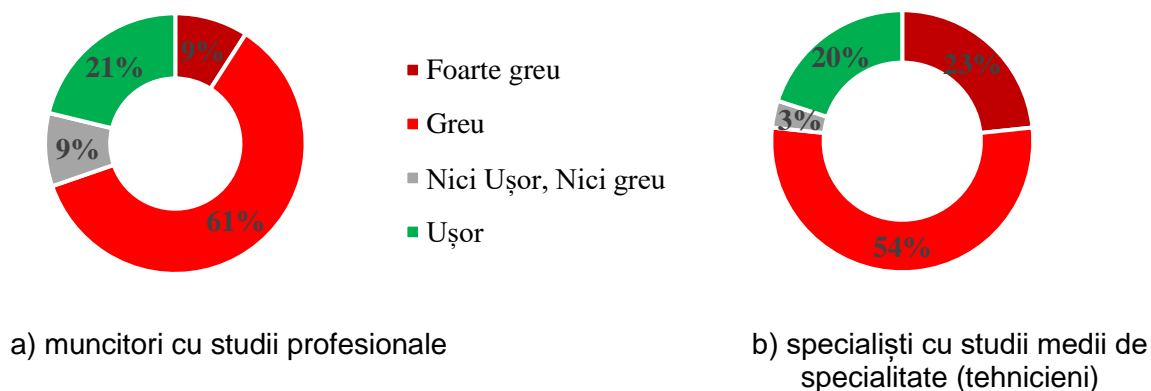 21%
9%
9%
61%
Foarte greu
Greu
Nici Ușor, Nici greu
Ușor
20%
23%
3%
54%
a) muncitori cu studii profesionale
b) specialiști cu studii medii de
specialitate (tehnicieni)